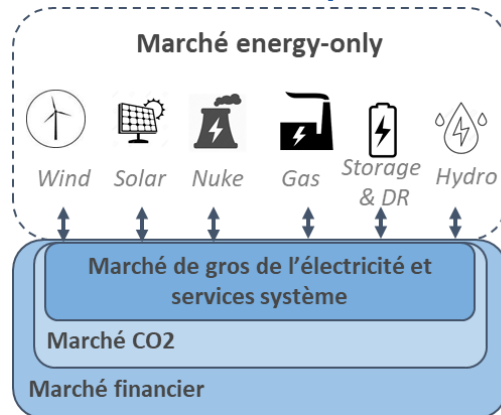 Marché energy-only
Wind Solar Nuke Gas Storage & DR Hydro
Marché de gros de l'électricité et
services système
Marché CO2
Marché financier